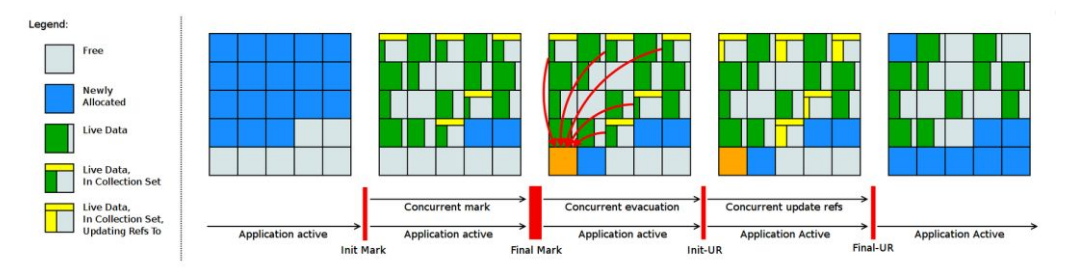 Legend:
Free
Newly
Allocated
Live Data
Live Data,
In Collection Set
Live Data,
In Collection Set,
Updating Refs To
Concurrent mark
Concurrent evacuation
Concurrent update refs
Application active
Application active
Application active
Application Active
Application Active
Init Mark
Final Mark
Init-UR
Final-UR